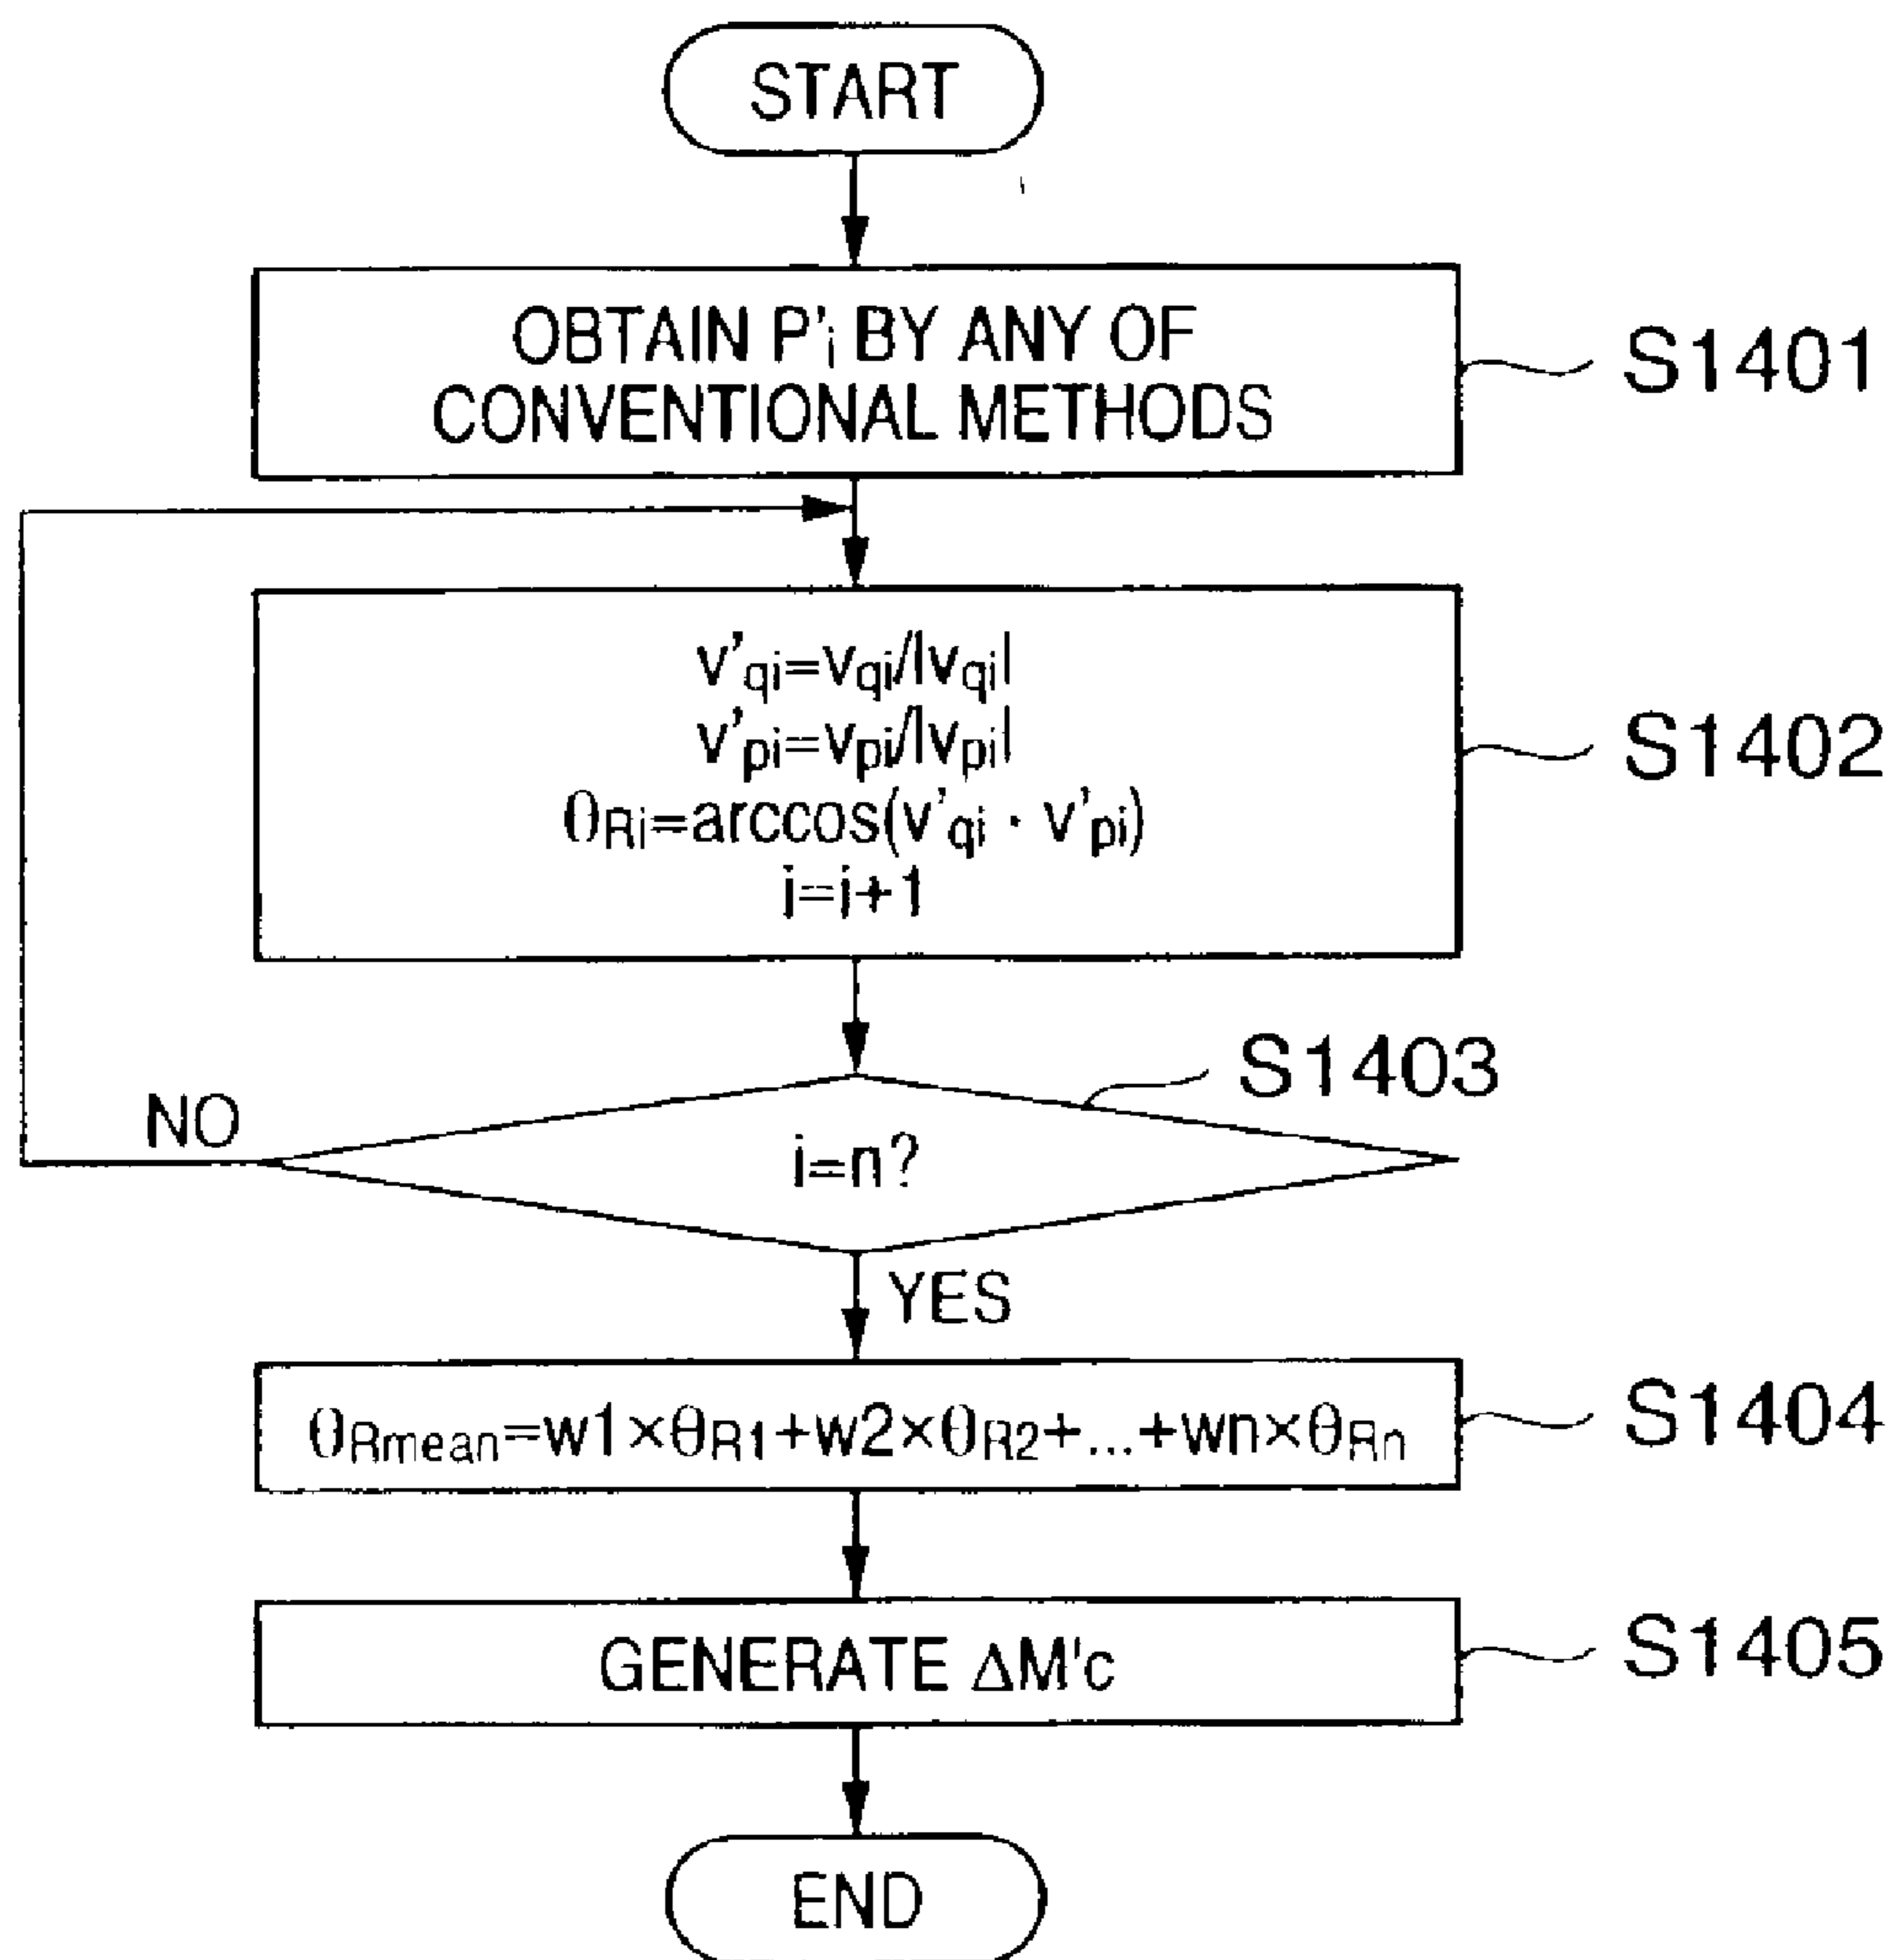 START
OBTAIN P'i BY ANY OF
CONVENTIONAL METHODS
S1401
v'qi=vqi/|vqi|
v'pi=vpi/|vpi|
θRi=arccos(v'qi · v'pi)
i=i+1
S1402
S1403
NO
i=n?
YES
θRmean=w1×θR1+w2×θR2+...+wn×θRn
S1404
GENERATE ΔM'c
S1405
END